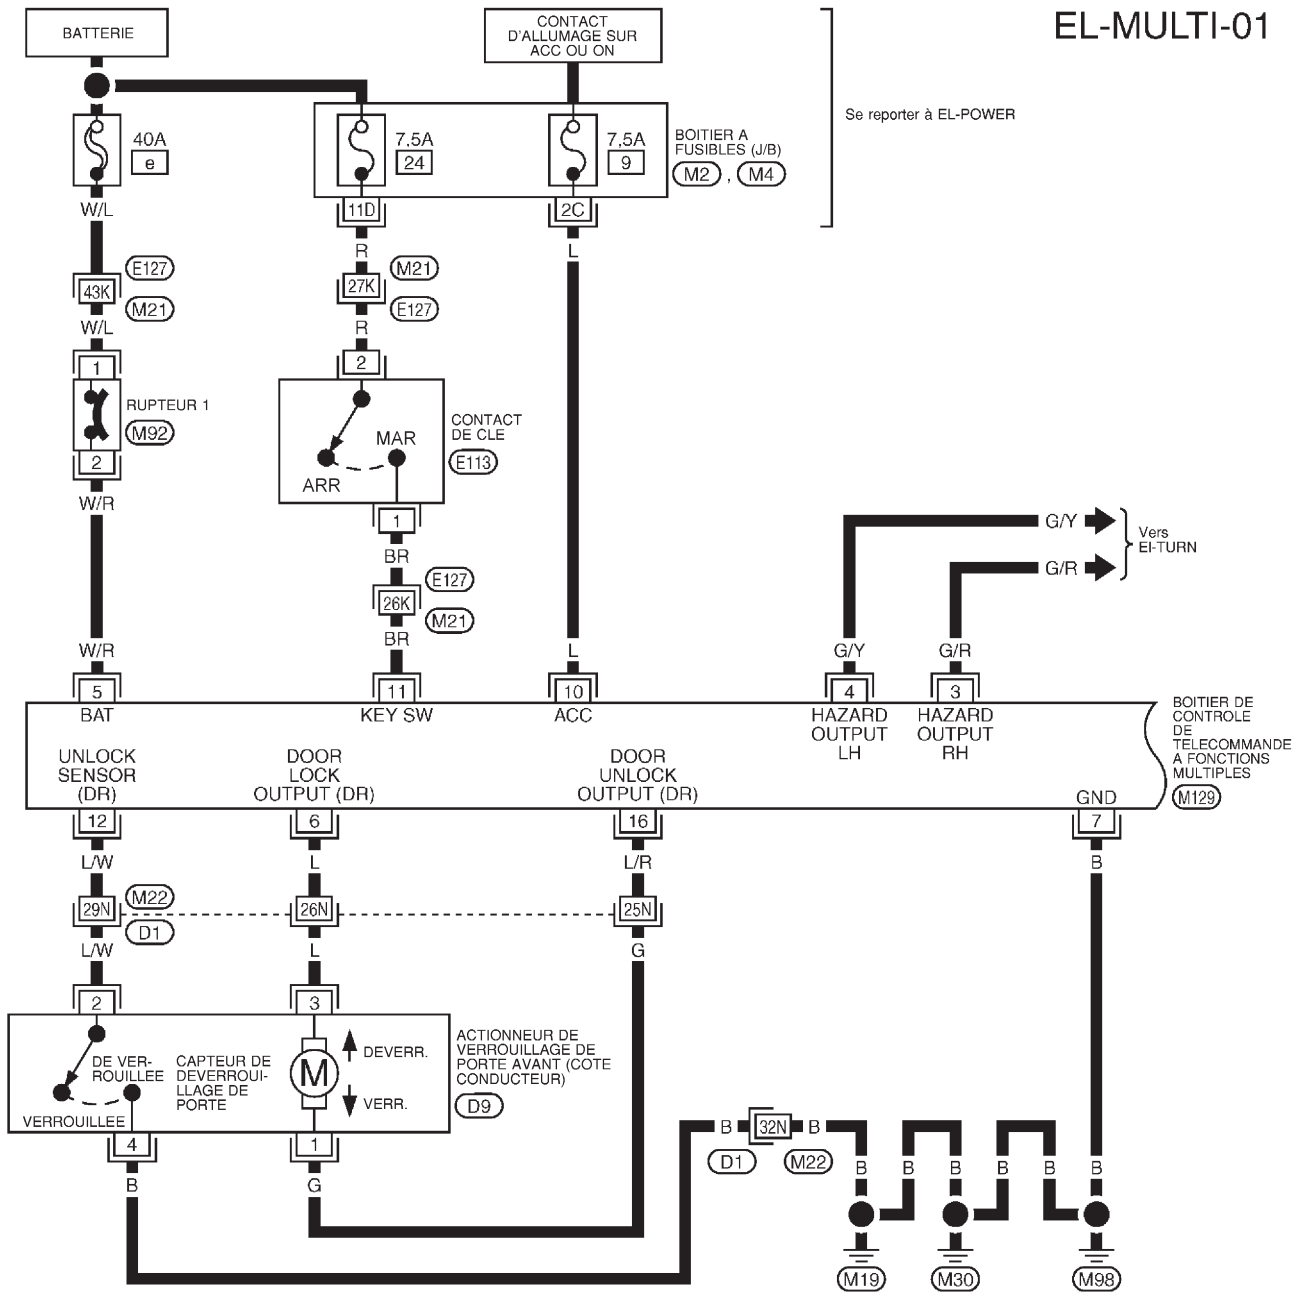 EL-MULTI-01
BATTERIE
CONTACT
D'ALLUMAGE SUR
ACC OU ON
Se reporter à EL-POWER
40A
e
7,5A
24
7,5A
9
BOITIER A
FUSIBLES (J/B)
M2 , M4
W/L
11D
2C
R
L
E127
43K
M21
M21
27K
E127
W/L
R
1
2
RUPTEUR 1
M92
2
CONTACT
DE CLE
E113
MAR
ARR
W/R
1
BR
E127
26K
M21
BR
G/Y
G/R
Vers
El-TURN
W/R
L
G/Y
G/R
5
11
10
4
3
BAT
KEY SW
ACC
HAZARD
OUTPUT
LH
HAZARD
OUTPUT
RH
BOITIER DE
CONTROLE
DE
TELECOMMANDE
A FONCTIONS
MULTIPLES
M129
UNLOCK
SENSOR
(DR)
DOOR
LOCK
OUTPUT (DR)
DOOR
UNLOCK
OUTPUT (DR)
GND
12
6
16
7
L/W
L
L/R
B
M22
29N
26N
25N
D1
L/W
L
G
2
3
DE VER-
ROUILLEE
VERROUILLEE
CAPTEUR DE
DEVERROUI-
LLAGE DE
PORTE
M
DEVERR.
VERR.
ACTIONNEUR DE
VERROUILLAGE DE
PORTE AVANT (COTE
CONDUCTEUR)
D9
4
1
B
G
B
32N
B
D1
M22
B
B
B
B
B
B
M19
M30
M98